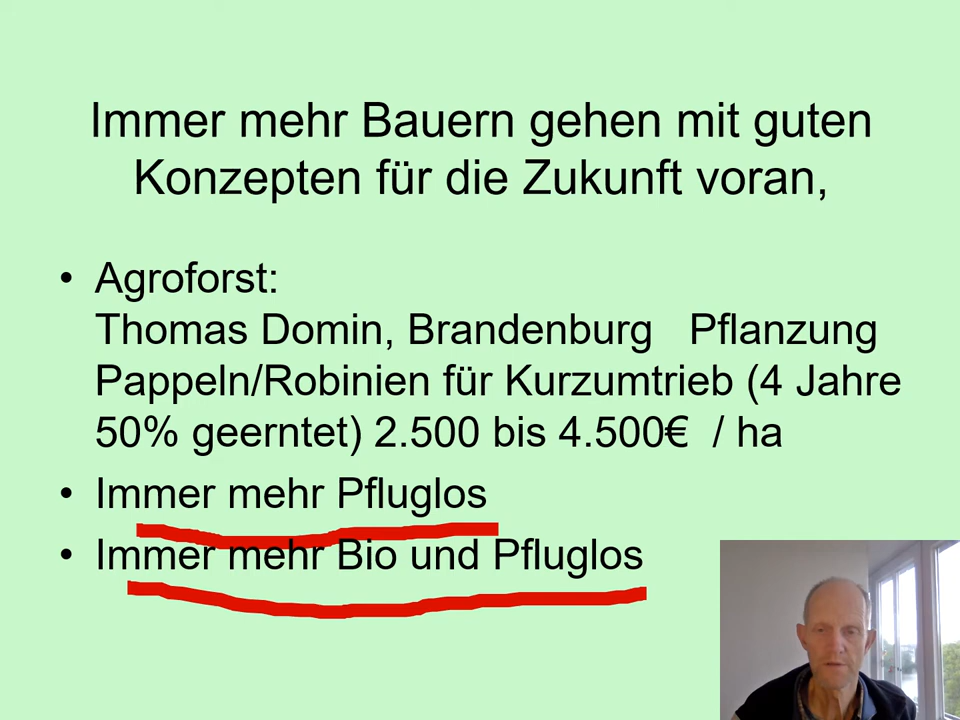 Immer mehr Bauern gehen mit guten
Konzepten für die Zukunft voran,
• Agroforst:
Thomas Domin, Brandenburg Pflanzung
Pappeln/Robinien für Kurzumtrieb (4 Jahre
50% geerntet) 2.500 bis 4.500€ / ha
• Immer mehr Pfluglos
• Immer mehr Bio und Pfluglos